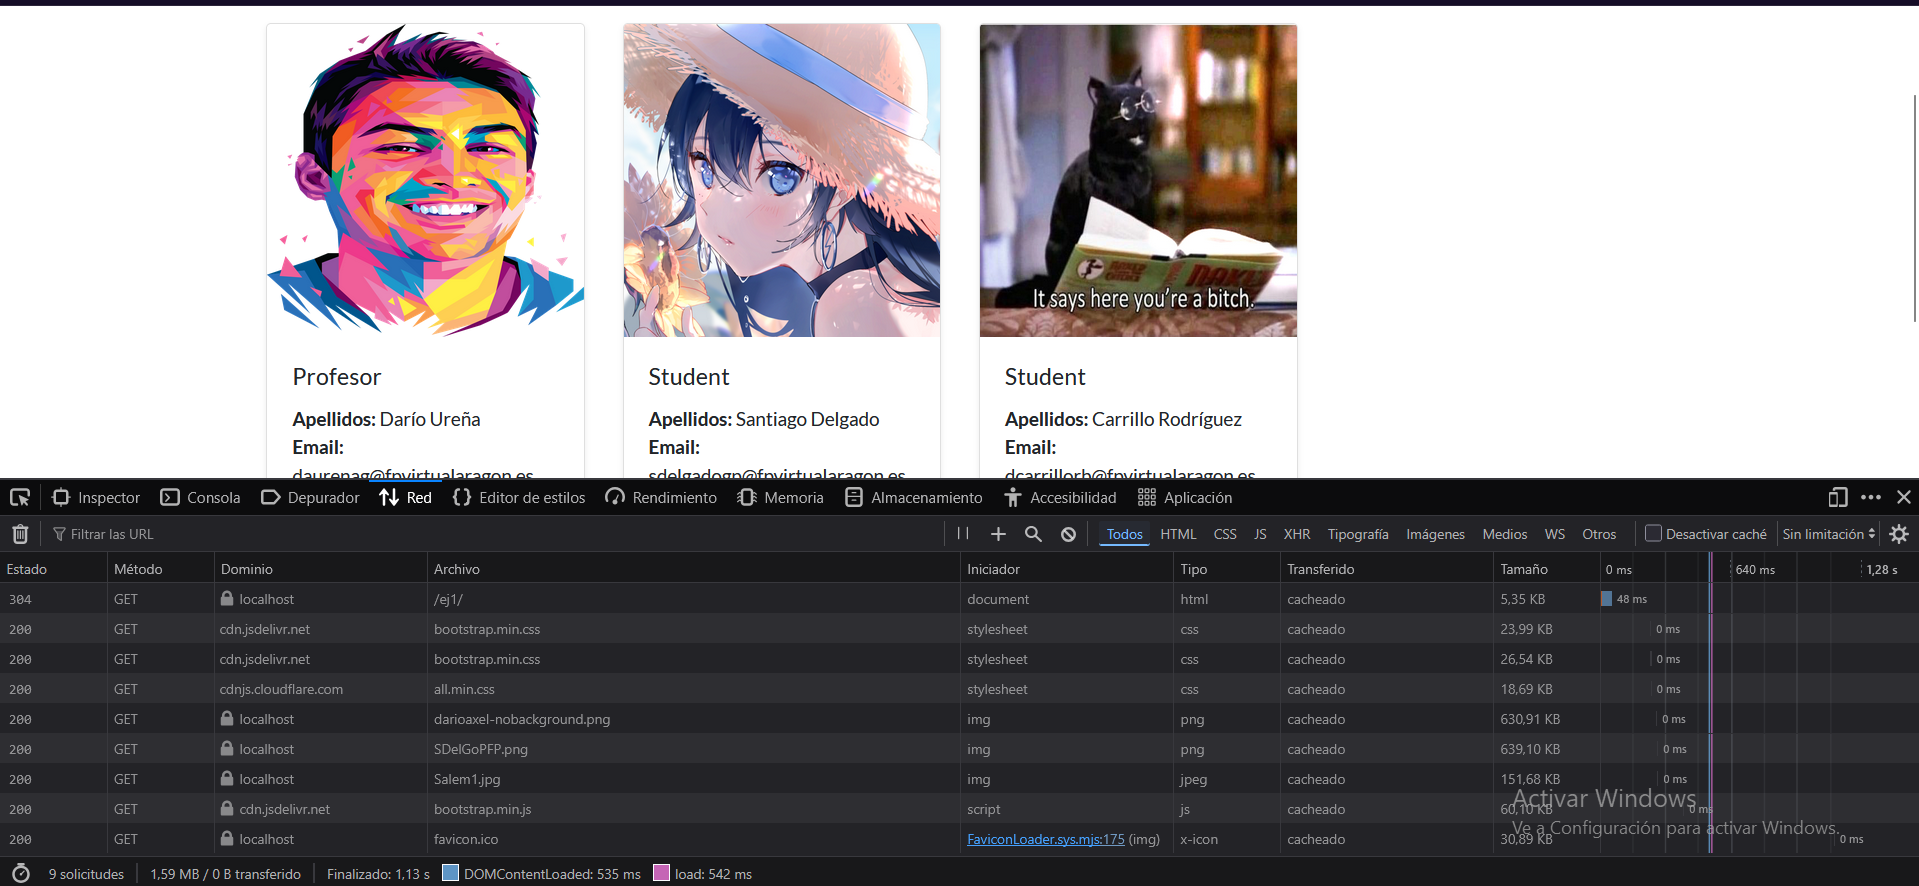 It says here you're a bitch.
Profesor
Apellidos: Darío Ureña
Email:
daurenag@fpvirtualaragon.es
Student
Apellidos: Santiago Delgado
Email:
sdelgadogp@fpvirtualaragon.es
Student
Apellidos: Carrillo Rodríguez
Email:
dcarrillorb@fpvirtualaragon.es
Inspector Consola Depurador Red Editor de estilos Rendimiento Memoria Almacenamiento Accesibilidad Aplicación
Filtrar las URL Todos HTML CSS JS XHR Tipografía Imágenes Medios WS Otros Desactivar caché Sin limitación
Estado Método Dominio Archivo Iniciador Tipo Transferido Tamaño 0 ms 640 ms 1,28 s
304 GET localhost /ej1/ document html cacheado 5,35 KB 48 ms
200 GET cdn.jsdelivr.net bootstrap.min.css stylesheet css cacheado 23,99 KB 0 ms
200 GET cdn.jsdelivr.net bootstrap.min.css stylesheet css cacheado 26,54 KB 0 ms
200 GET cdnjs.cloudflare.com all.min.css stylesheet css cacheado 18,69 KB 0 ms
200 GET localhost darioaxel-nobackground.png img png cacheado 630,91 KB 0 ms
200 GET localhost SDelGoPFP.png img png cacheado 639,10 KB 0 ms
200 GET localhost Salem1.jpg img jpeg cacheado 151,68 KB 0 ms
200 GET cdn.jsdelivr.net bootstrap.min.js script js cacheado 60,10 KB 0 ms
200 GET localhost favicon.ico FaviconLoader.sys.mjs:175 (img) x-icon cacheado 30,89 KB 0 ms
Activar Windows
Ve a Configuración para activar Windows.
9 solicitudes 1,59 MB / 0 B transferido Finalizado: 1,13 s DOMContentLoaded: 535 ms load: 542 ms